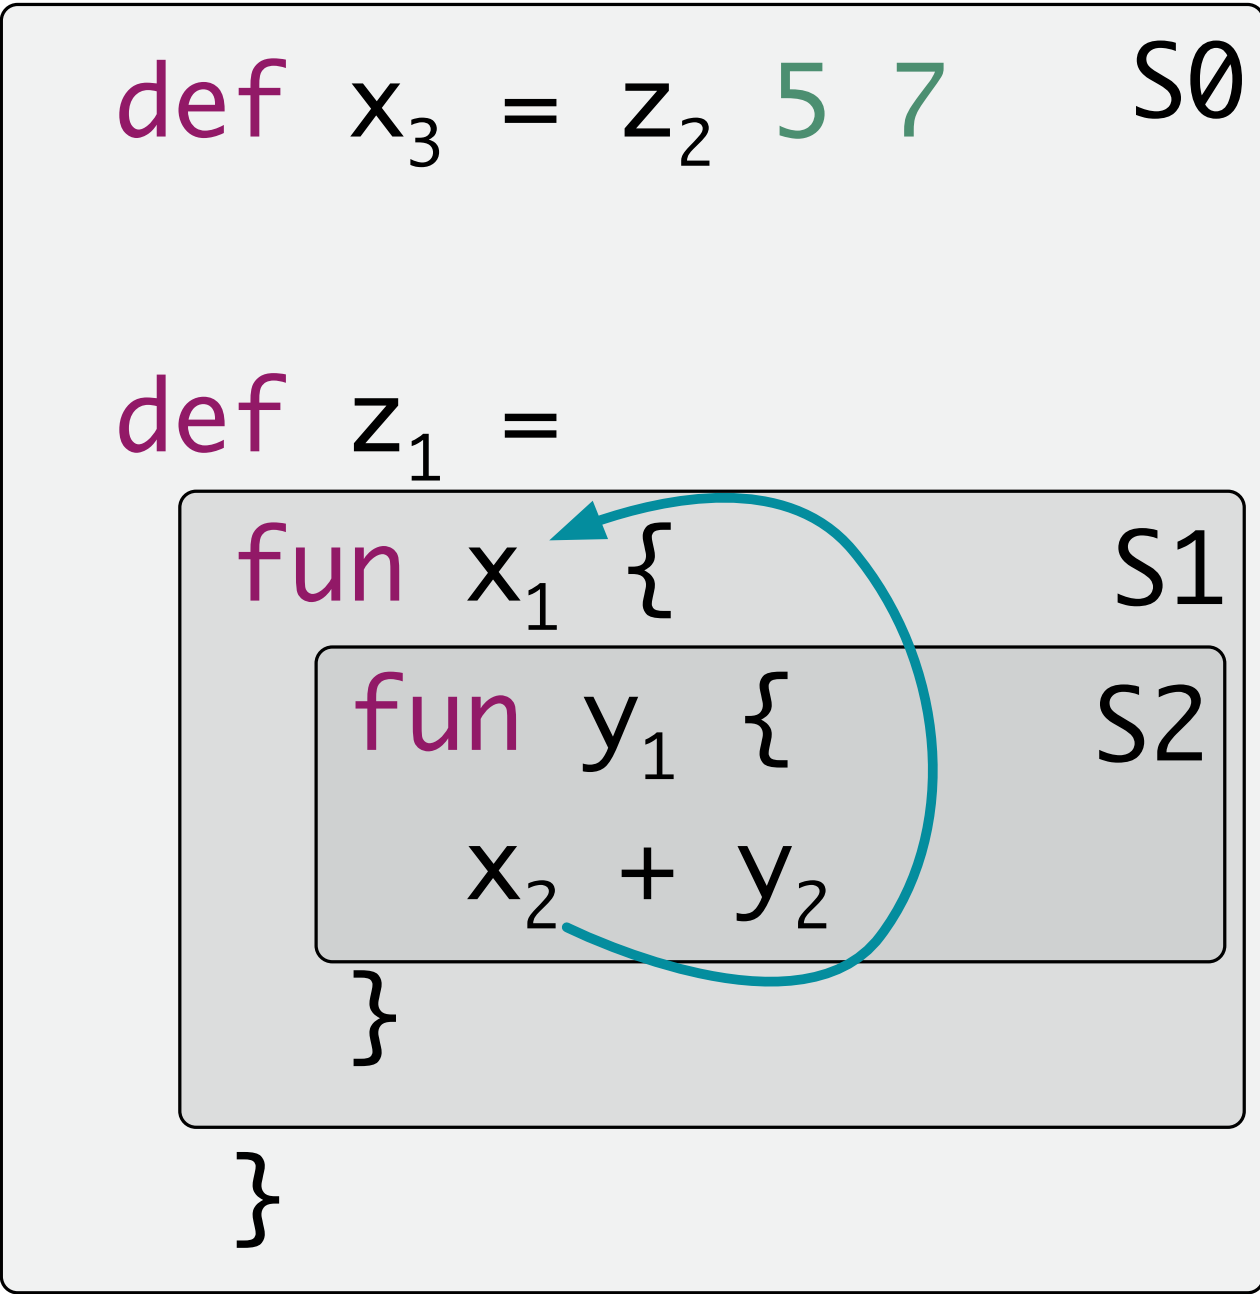 def x₃ = z₂ 5 7 S0
def z₁ =
fun x₁ { S1
fun y₁ { S2
x₂ + y₂
}
}